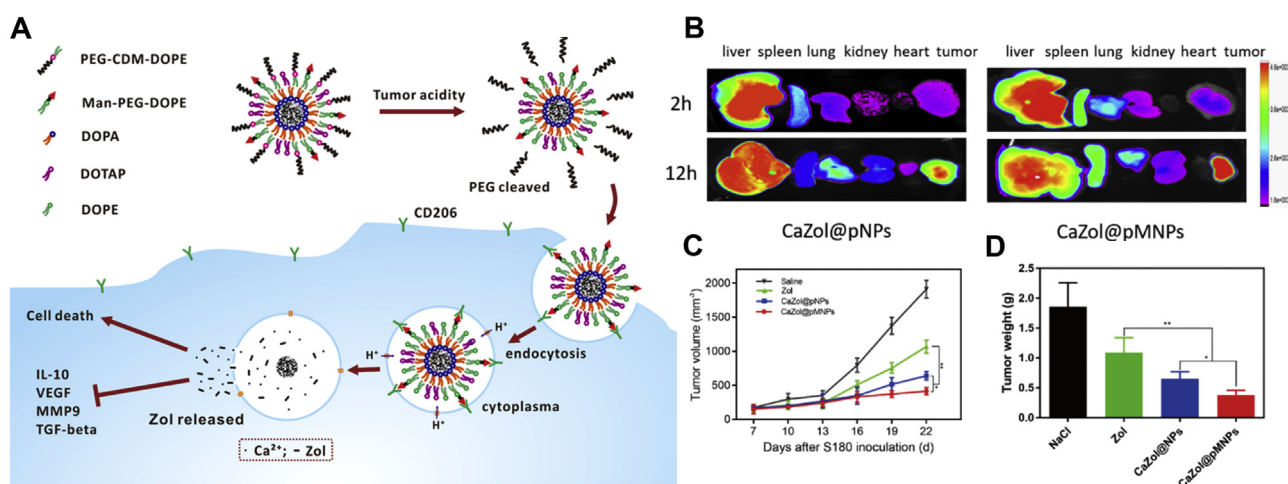 A
PEG-CDM-DOPE
Man-PEG-DOPE
DOPA
DOTAP
DOPE
Tumor acidity
PEG cleaved
CD206
endocytosis
H⁺
H⁺
H⁺
cytoplasma
Cell death
IL-10
VEGF
MMP9
TGF-beta
Zol released
· Ca²⁺; - Zol
B
liver spleen lung kidney heart tumor
liver spleen lung kidney heart tumor
2h
12h
CaZol@pNPs
CaZol@pMNPs
C
Tumor volume (mm⁻³)
2000
1500
1000
500
0
Saline
Zol
CaZol@pNPs
CaZol@pMNPs
7 10 13 16 19 22
Days after S180 inoculation (d)
D
Tumor weight (g)
2.5
2.0
1.5
1.0
0.5
0.0
**
*
NaCl
Zol
CaZol@NPs
CaZol@pMNPs